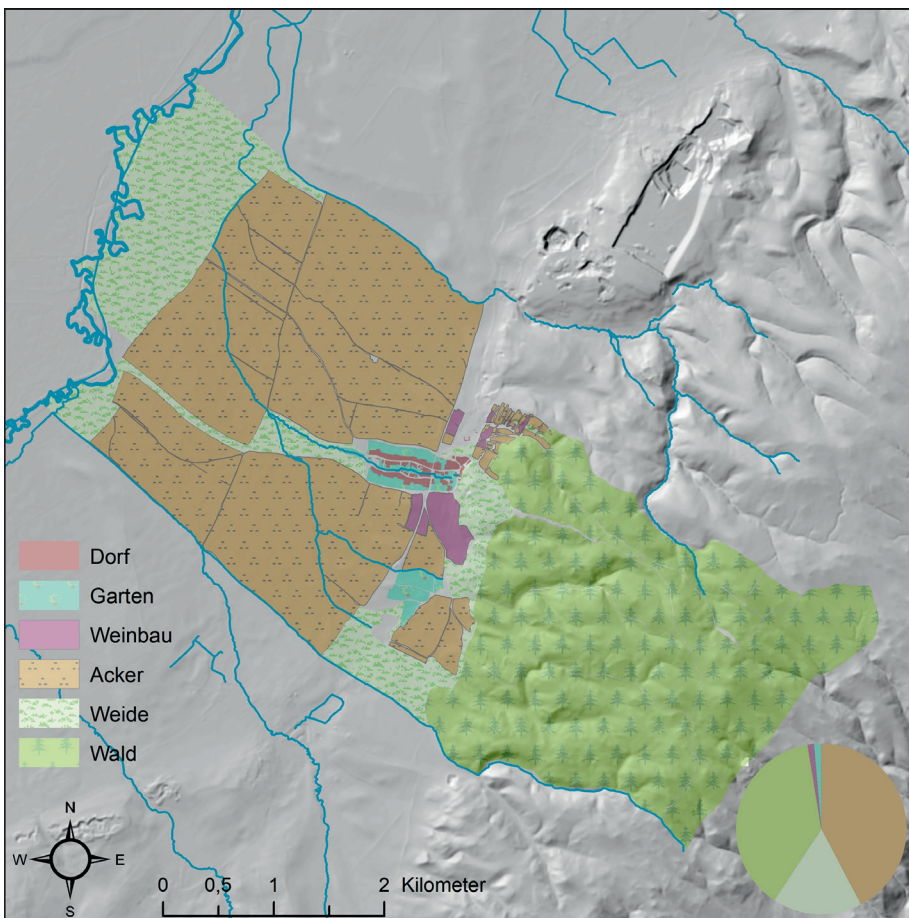 Dorf
Garten
Weinbau
Acker
Weide
Wald
N
W E
S
0 0,5 1 2 Kilometer